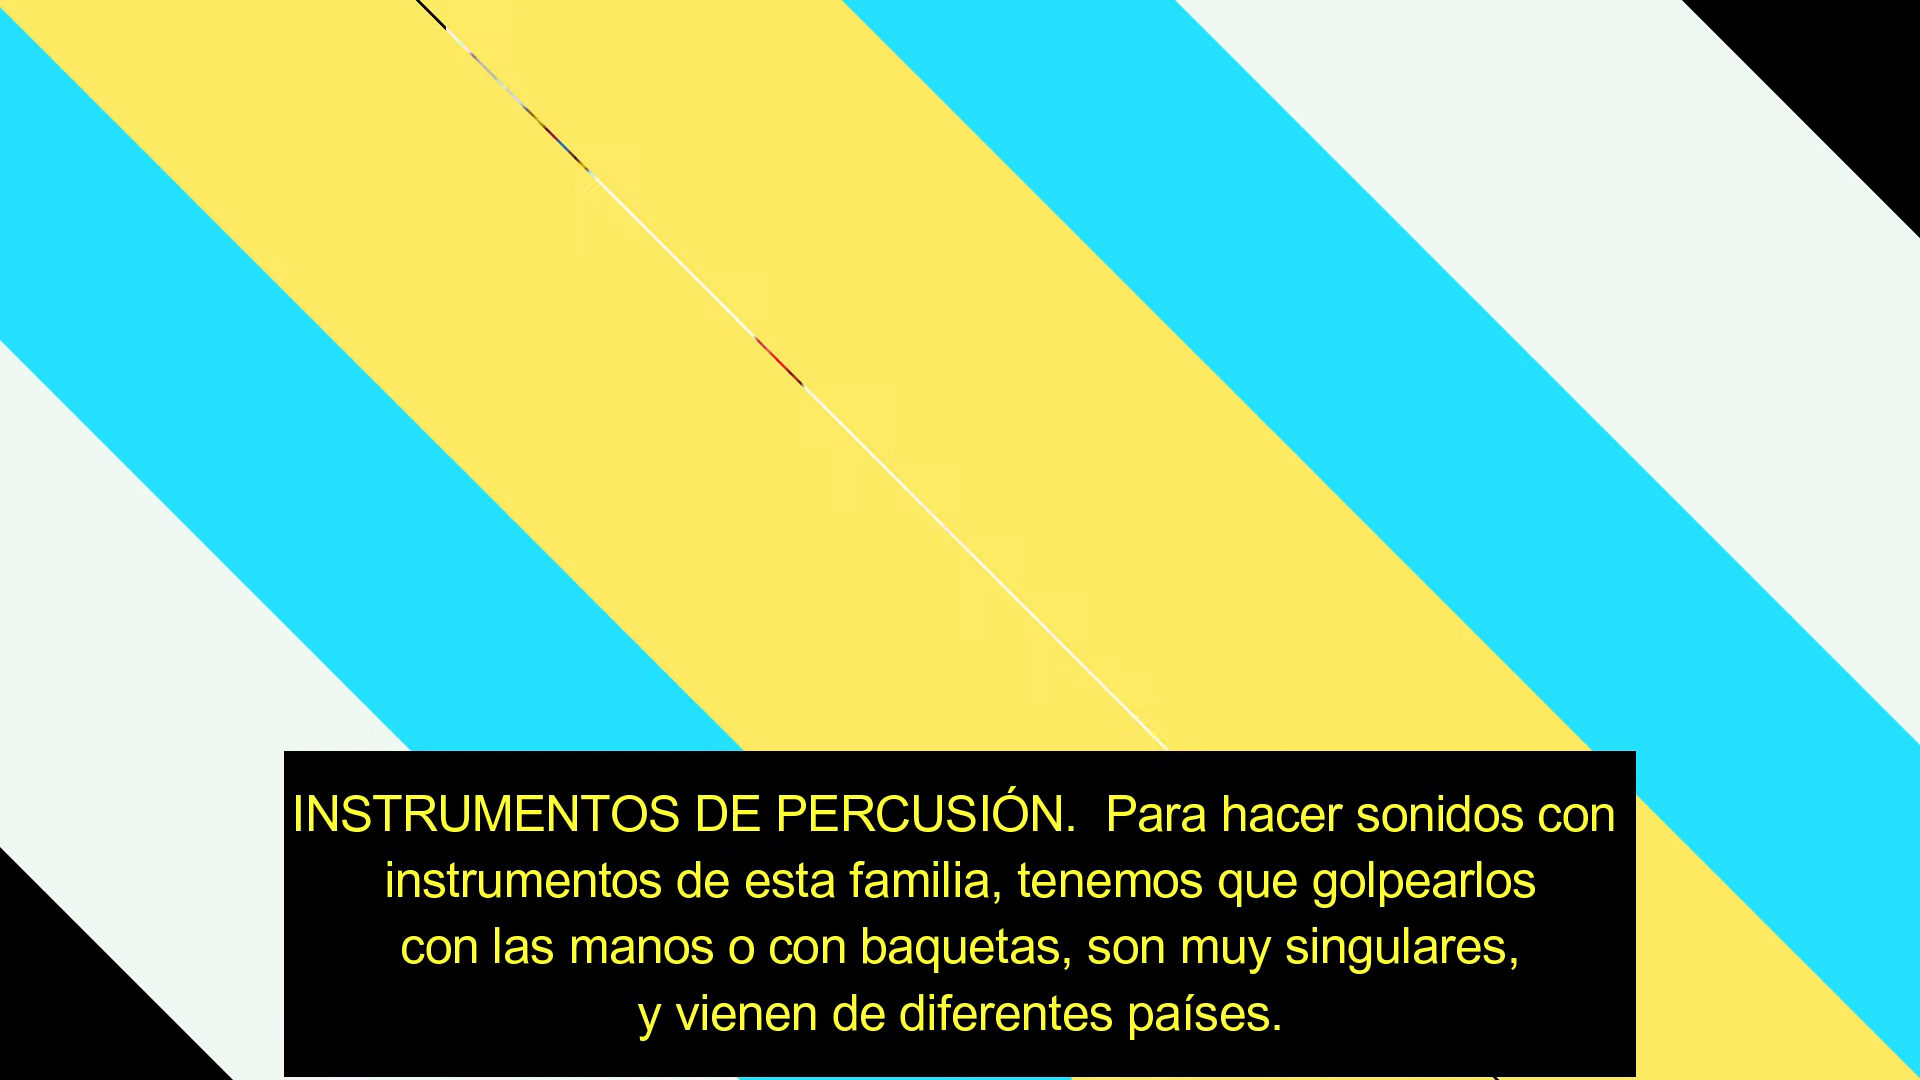 INSTRUMENTOS DE PERCUSIÓN.  Para hacer sonidos con
instrumentos de esta familia, tenemos que golpearlos
con las manos o con baquetas, son muy singulares,
y vienen de diferentes países.